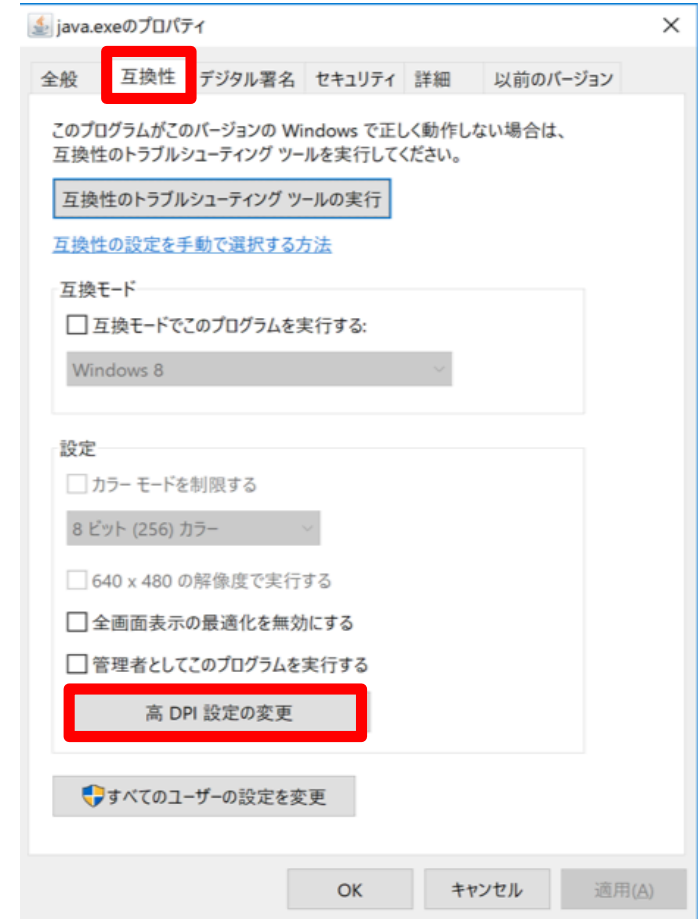 java.exeのプロパティ
全般 互換性 デジタル署名 セキュリティ 詳細 以前のバージョン
このプログラムがこのバージョンの Windows で正しく動作しない場合は、
互換性のトラブルシューティング ツールを実行してください。
互換性のトラブルシューティング ツールの実行
互換性の設定を手動で選択する方法
互換モード
互換モードでこのプログラムを実行する:
Windows 8
設定
カラー モードを制限する
8 ビット (256) カラー
640 x 480 の解像度で実行する
全画面表示の最適化を無効にする
管理者としてこのプログラムを実行する
高 DPI 設定の変更
すべてのユーザーの設定を変更
OK キャンセル 適用(A)